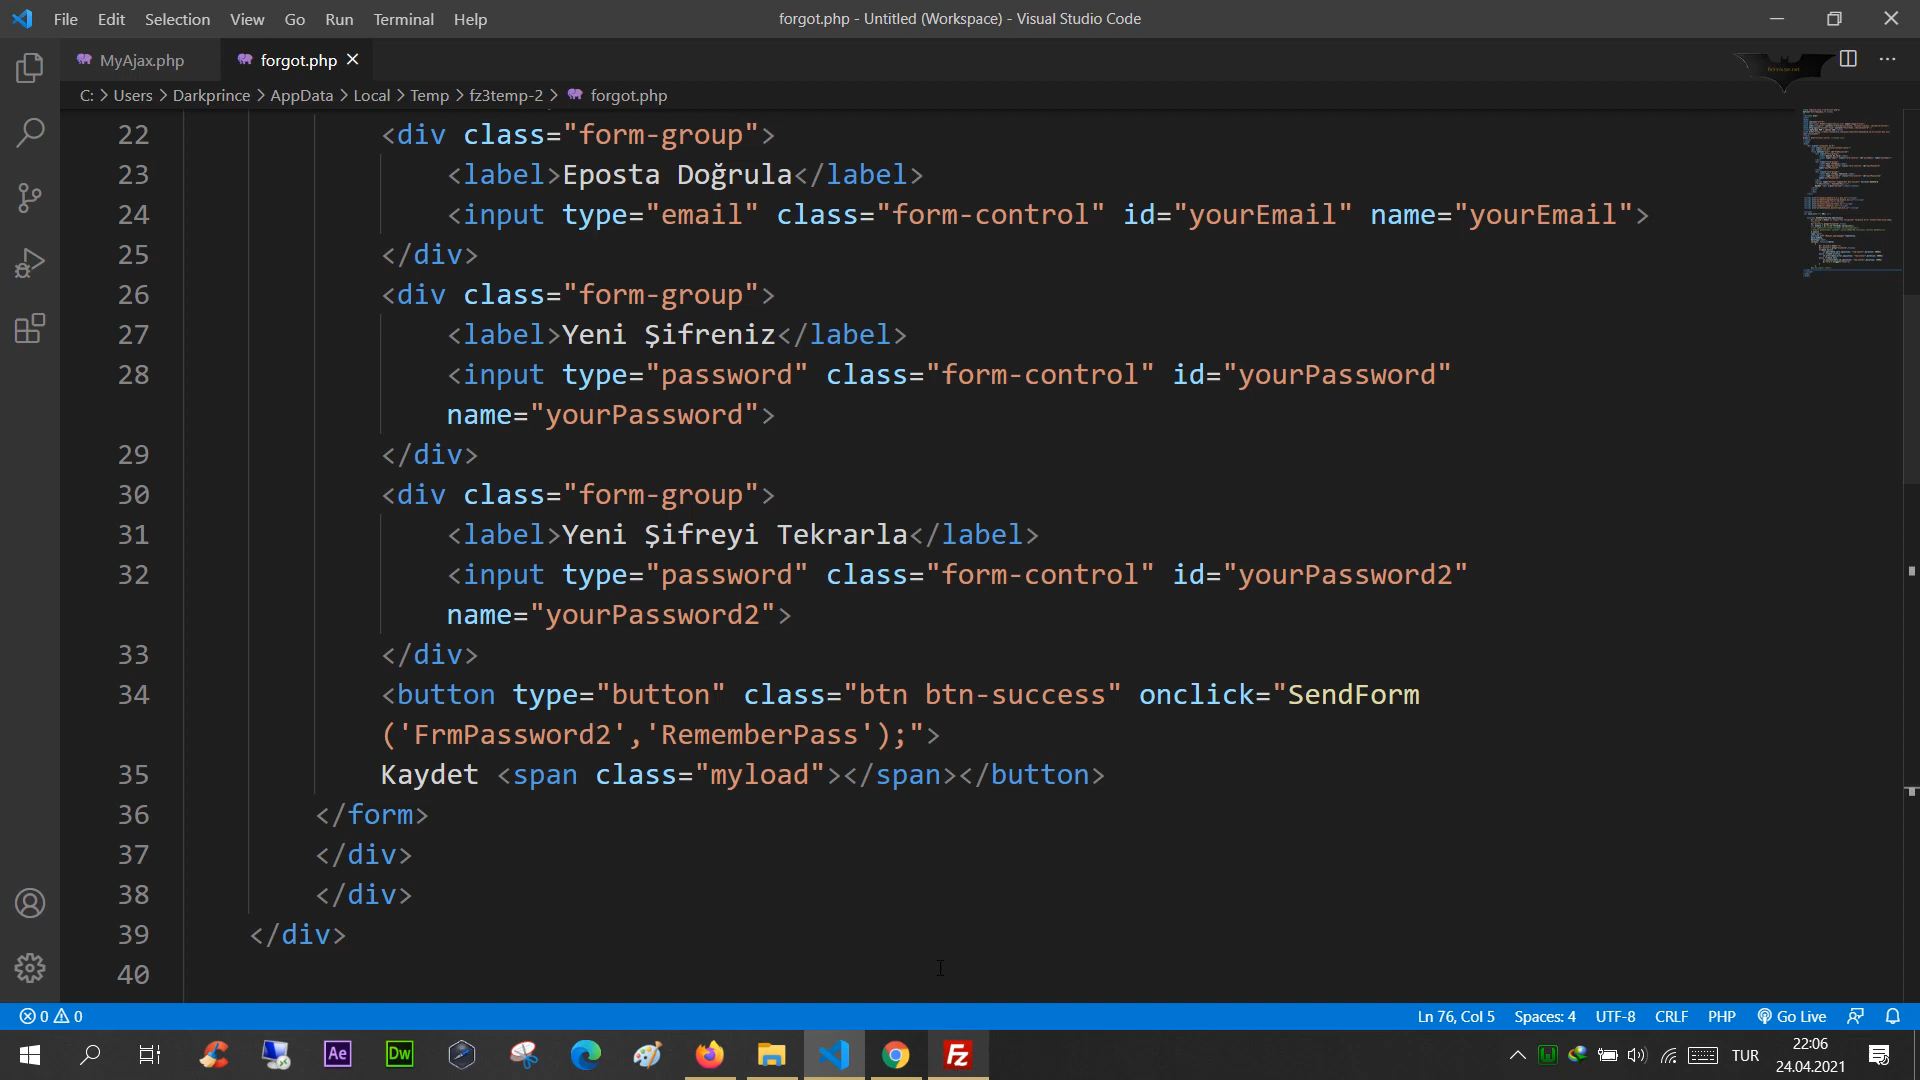 File Edit Selection View Go Run Terminal Help
forgot.php - Untitled (Workspace) - Visual Studio Code
MyAjax.php
forgot.php
C: > Users > Darkprince > AppData > Local > Temp > fz3temp-2 > forgot.php
22 <div class="form-group">
23 <label>Eposta Doğrula</label>
24 <input type="email" class="form-control" id="yourEmail" name="yourEmail">
25 </div>
26 <div class="form-group">
27 <label>Yeni Şifreniz</label>
28 <input type="password" class="form-control" id="yourPassword"
name="yourPassword">
29 </div>
30 <div class="form-group">
31 <label>Yeni Şifreyi Tekrarla</label>
32 <input type="password" class="form-control" id="yourPassword2"
name="yourPassword2">
33 </div>
34 <button type="button" class="btn btn-success" onclick="SendForm
('FrmPassword2','RememberPass');">
35 Kaydet <span class="myload"></span></button>
36 </form>
37 </div>
38 </div>
39 </div>
40
0 0
Ln 76, Col 5 Spaces: 4 UTF-8 CRLF PHP Go Live
Ae Dw Fz
TUR
22:06
24.04.2021